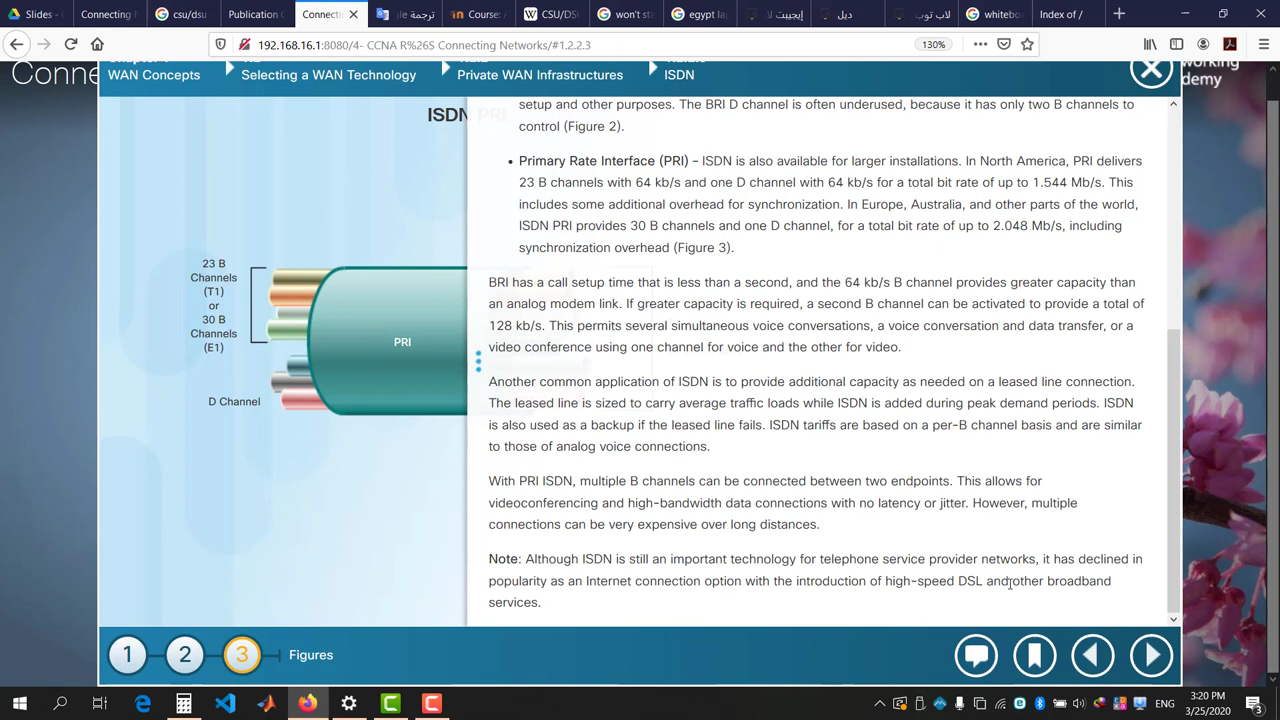 Slides -
Connecting N
csu/dsu
Publication
Connecti
ترجمة
gle
Course:
CSU/DS
won't sta
egypt lap
إيجيبت لا
ديل
لاب توب
whiteboa
Index of /
192.168.16.1:8080/4- CCNA R%26S Connecting Networks/#1.2.2.3
130%
Conne
WAN Concepts
Selecting a WAN Technology
Private WAN Infrastructures
ISDN
working
demy
ISDN PRI
setup and other purposes. The BRI D channel is often underused, because it has only two B channels to
control (Figure 2).
• Primary Rate Interface (PRI) – ISDN is also available for larger installations. In North America, PRI delivers
23 B channels with 64 kb/s and one D channel with 64 kb/s for a total bit rate of up to 1.544 Mb/s. This
includes some additional overhead for synchronization. In Europe, Australia, and other parts of the world,
ISDN PRI provides 30 B channels and one D channel, for a total bit rate of up to 2.048 Mb/s, including
synchronization overhead (Figure 3).
23 B
Channels
(T1)
or
30 B
Channels
(E1)
PRI
D Channel
BRI has a call setup time that is less than a second, and the 64 kb/s B channel provides greater capacity than
an analog modem link. If greater capacity is required, a second B channel can be activated to provide a total of
128 kb/s. This permits several simultaneous voice conversations, a voice conversation and data transfer, or a
video conference using one channel for voice and the other for video.
Another common application of ISDN is to provide additional capacity as needed on a leased line connection.
The leased line is sized to carry average traffic loads while ISDN is added during peak demand periods. ISDN
is also used as a backup if the leased line fails. ISDN tariffs are based on a per-B channel basis and are similar
to those of analog voice connections.
With PRI ISDN, multiple B channels can be connected between two endpoints. This allows for
videoconferencing and high-bandwidth data connections with no latency or jitter. However, multiple
connections can be very expensive over long distances.
Note: Although ISDN is still an important technology for telephone service provider networks, it has declined in
popularity as an Internet connection option with the introduction of high-speed DSL and other broadband
services.
1
2
3
Figures
ENG
3:20 PM
3/25/2020
3